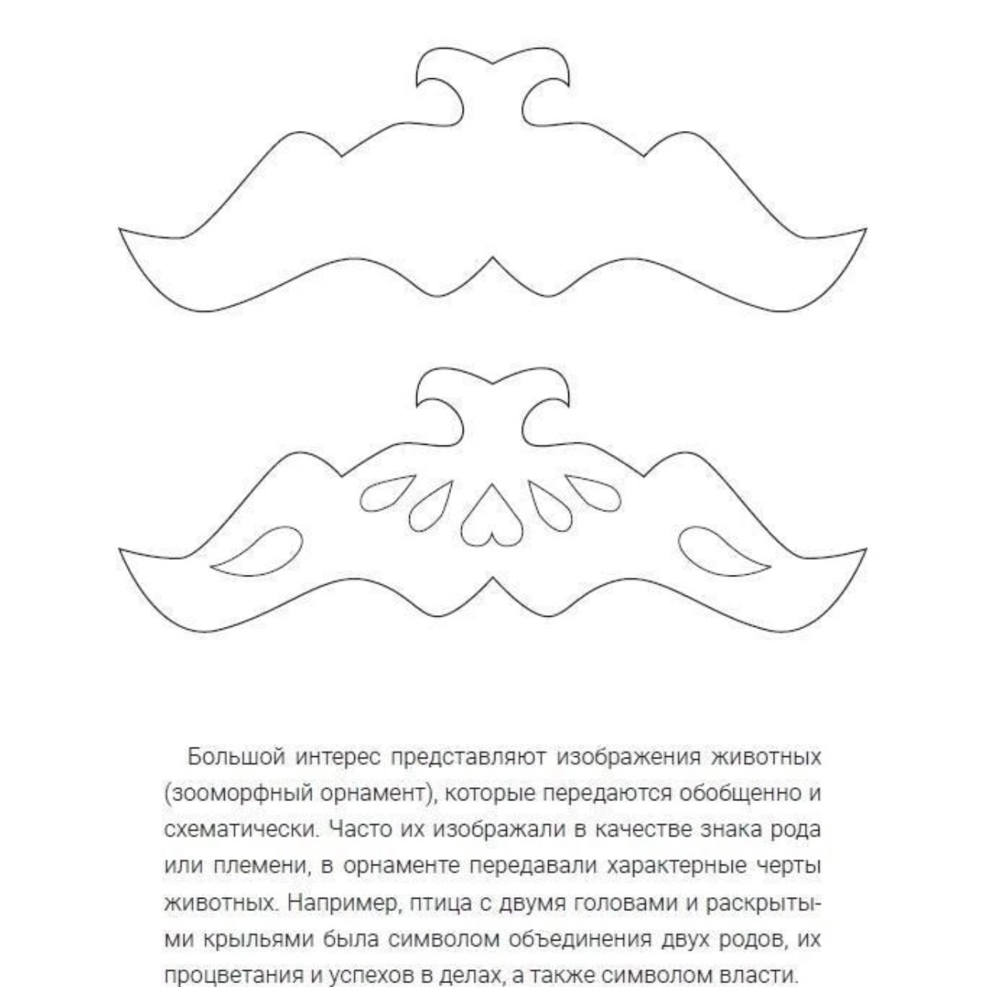 Большой интерес представляют изображения животных
(зооморфный орнамент), которые передаются обобщенно и
схематически. Часто их изображали в качестве знака рода
или племени, в орнаменте передавали характерные черты
животных. Например, птица с двумя головами и раскрыты-
ми крыльями была символом объединения двух родов, их
процветания и успехов в делах, а также символом власти.